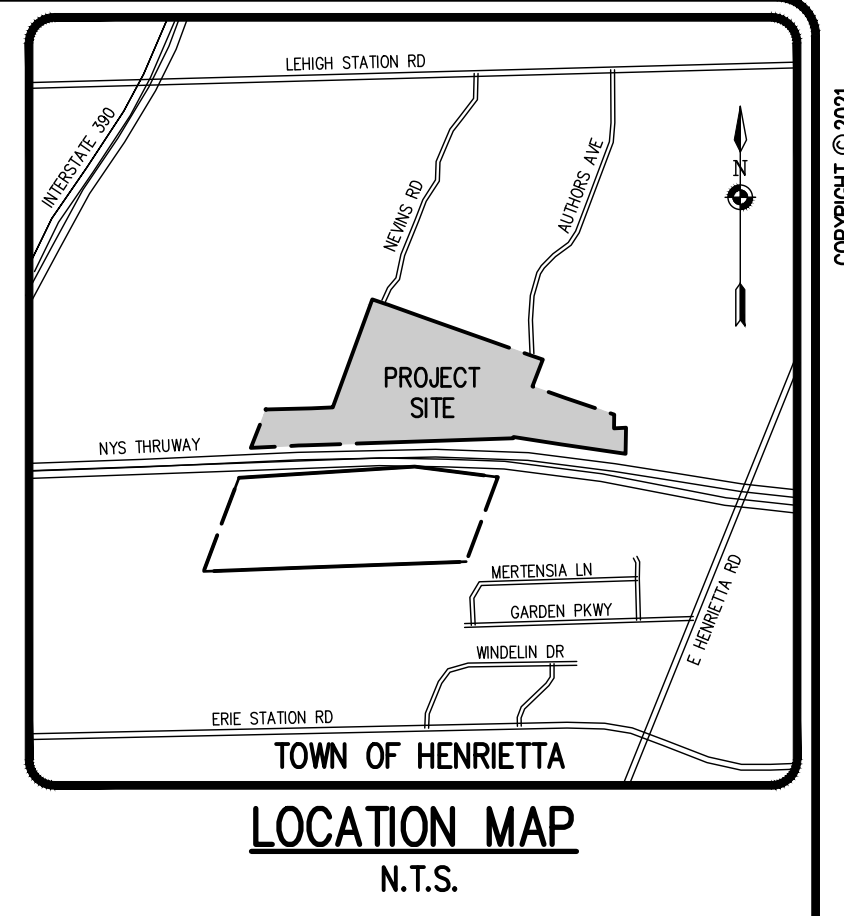 LEHIGH STATION RD
INTERSTATE 390
NEVINS RD
AUTHORS AVE
N
COPYRIGHT © 2021
PROJECT
SITE
NYS THRUWAY
MERTENSIA LN
GARDEN PKWY
E HENRIETTA RD
WINDELIN DR
ERIE STATION RD
TOWN OF HENRIETTA
LOCATION MAP
N.T.S.